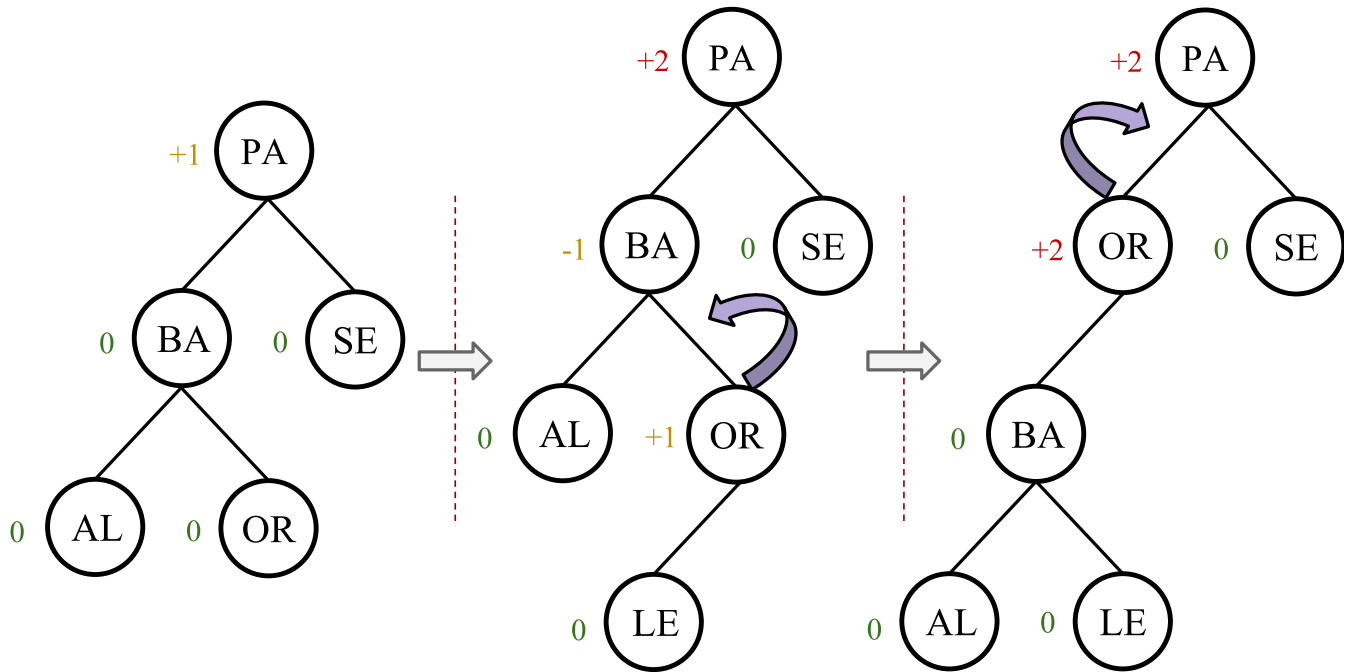 +1 PA
0 BA 0 SE
0 AL 0 OR
+2 PA
-1 BA 0 SE
0 AL +1 OR
0 LE
+2 PA
+2 OR 0 SE
0 BA
0 AL 0 LE